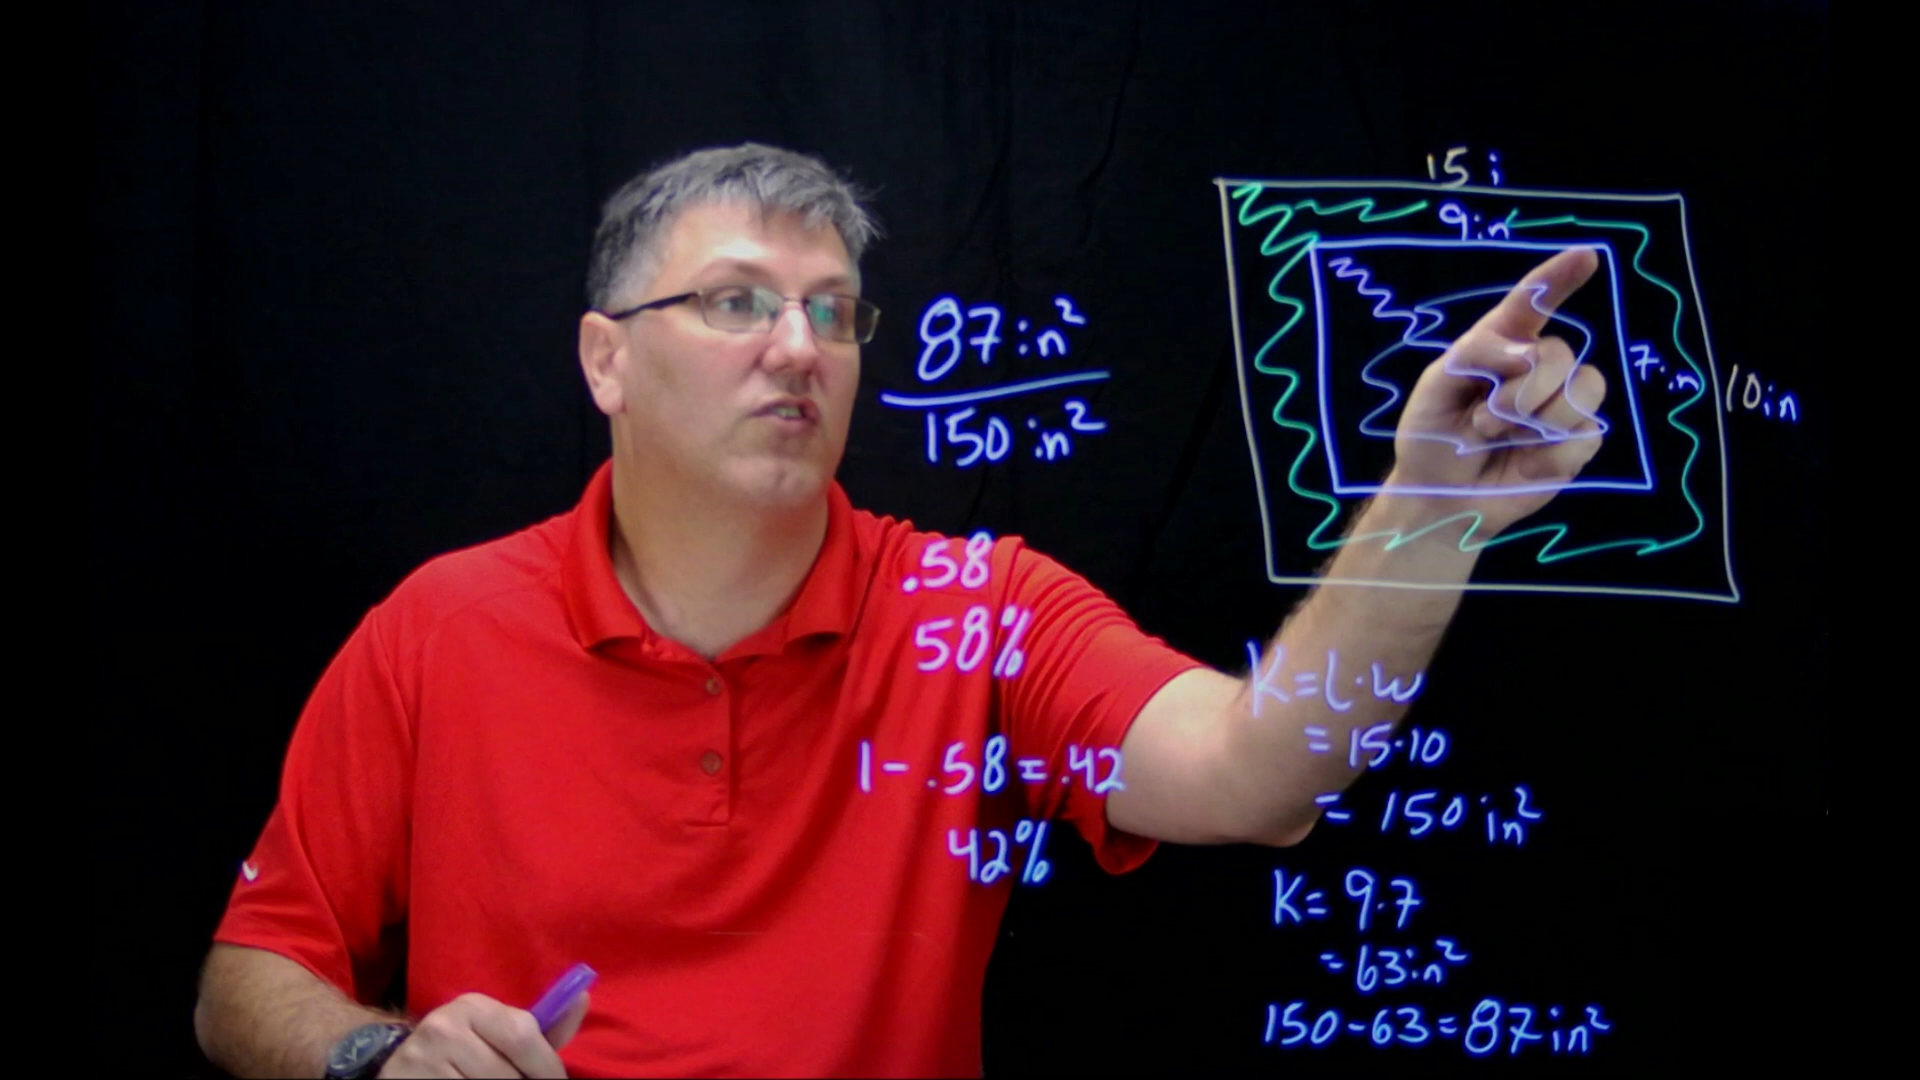 87 in²
150 in²
.58
58%
1 - .58 = .42
42%
15 i
9 in
7 in
10 in
K = l · w
= 15 · 10
= 150 in²
K = 9 · 7
= 63 in²
150 - 63 = 87 in²